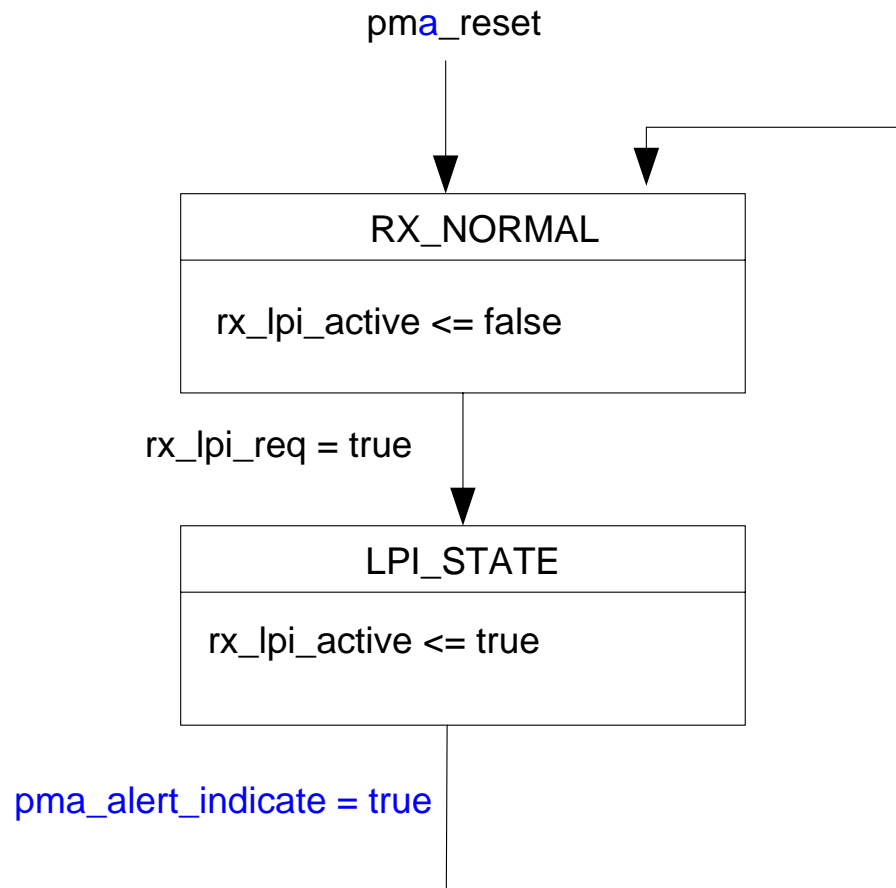 pma_reset
RX_NORMAL
rx_lpi_active <= false
rx_lpi_req = true
LPI_STATE
rx_lpi_active <= true
pma_alert_indicate = true